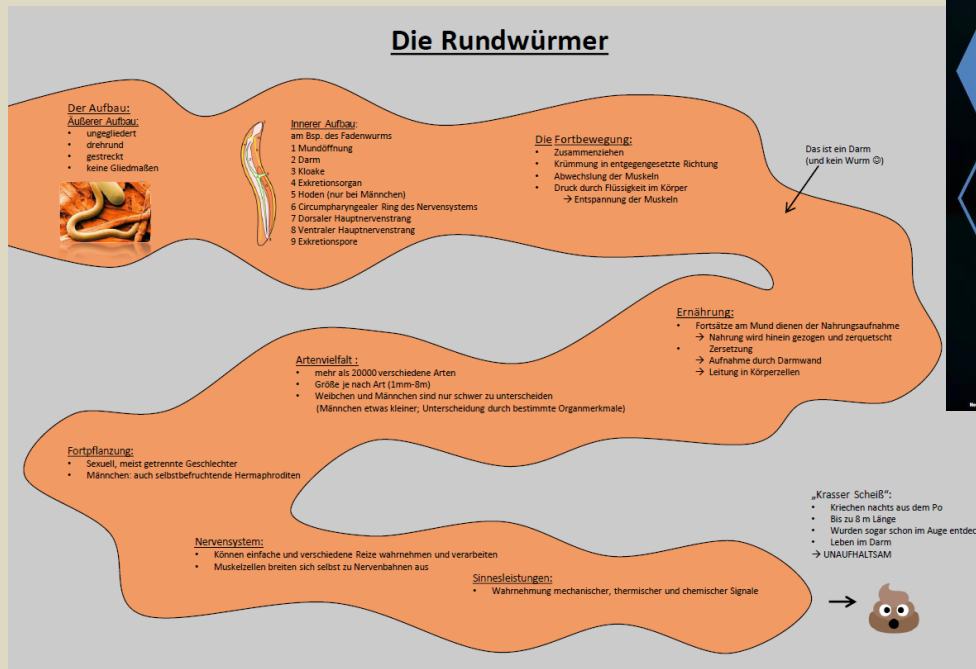 Die Rundwürmer
Der Aufbau:
Äußerer Aufbau:
• ungegliedert
• drehrund
• gestreckt
• keine Gliedmaßen
Innerer Aufbau:
am Bsp. des Fadenwurms
1 Mundöffnung
2 Darm
3 Kloake
4 Exkretionsorgan
5 Hoden (nur bei Männchen)
6 Circumpharyngealer Ring des Nervensystems
7 Dorsaler Hauptnervenstrang
8 Ventraler Hauptnervenstrang
9 Exkretionspore
Die Fortbewegung:
• Zusammenziehen
• Krümmung in entgegengesetzte Richtung
• Abwechslung der Muskeln
• Druck durch Flüssigkeit im Körper
→ Entspannung der Muskeln
Das ist ein Darm
(und kein Wurm ☺)
Ernährung:
• Fortsätze am Mund dienen der Nahrungsaufnahme
→ Nahrung wird hinein gezogen und zerquetscht
• Zersetzung
→ Aufnahme durch Darmwand
→ Leitung in Körperzellen
Artenvielfalt :
• mehr als 20000 verschiedene Arten
• Größe je nach Art (1mm-8m)
• Weibchen und Männchen sind nur schwer zu unterscheiden
(Männchen etwas kleiner; Unterscheidung durch bestimmte Organmerkmale)
Fortpflanzung:
• Sexuell, meist getrennte Geschlechter
• Männchen: auch selbstbefruchtende Hermaphroditen
Nervensystem:
• Können einfache und verschiedene Reize wahrnehmen und verarbeiten
• Muskelzellen breiten sich selbst zu Nervenbahnen aus
Sinnesleistungen:
• Wahrnehmung mechanischer, thermischer und chemischer Signale
„Krasser Scheiß“:
• Kriechen nachts aus dem Po
• Bis zu 8 m Länge
• Wurden sogar schon im Auge entdec
• Leben im Darm
→ UNAUFHALTSAM